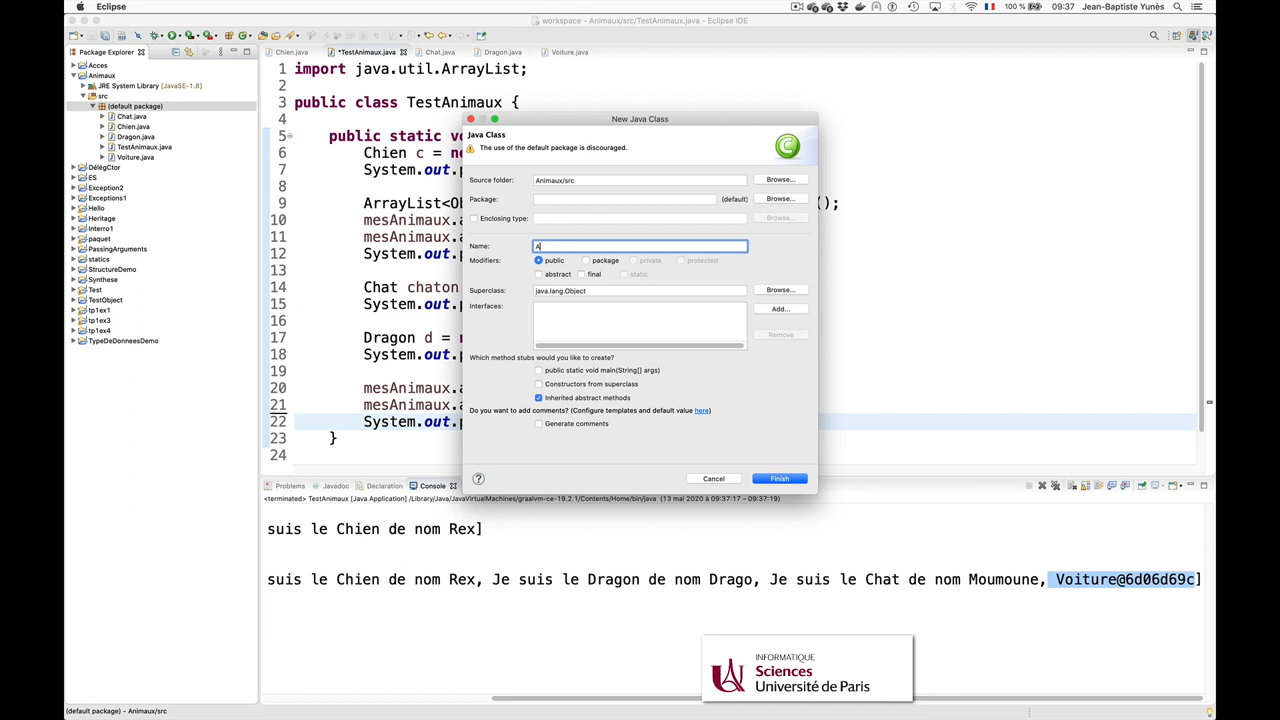 Eclipse
100 %
09:37
Jean-Baptiste Yunès
workspace - Animaux/src/TestAnimaux.java - Eclipse IDE
Package Explorer
Acces
Animaux
JRE System Library [JavaSE-1.8]
src
(default package)
Chat.java
Chien.java
Dragon.java
TestAnimaux.java
Voiture.java
DélégCtor
ES
Exception2
Exceptions1
Hello
Heritage
Interro1
paquet
PassingArguments
statics
StructureDemo
Synthese
Test
TestObject
tp1ex1
tp1ex3
tp1ex4
TypeDeDonneesDemo
Chien.java
*TestAnimaux.java
Chat.java
Dragon.java
Voiture.java
1 import java.util.ArrayList;
2
3 public class TestAnimaux {
4
5 public static vo
6 Chien c = ne
7 System.out.p
8
9 ArrayList<Ob ();
10 mesAnimaux.a
11 mesAnimaux.a
12 System.out.p
13
14 Chat chaton
15 System.out.p
16
17 Dragon d = n
18 System.out.p
19
20 mesAnimaux.a
21 mesAnimaux.a
22 System.out.p
23 }
24
New Java Class
Java Class
The use of the default package is discouraged.
C
Source folder: Animaux/src Browse...
Package: (default) Browse...
Enclosing type: Browse...
Name: A
Modifiers: public package private protected
abstract final static
Superclass: java.lang.Object Browse...
Interfaces: Add...
Remove
Which method stubs would you like to create?
public static void main(String[] args)
Constructors from superclass
Inherited abstract methods
Do you want to add comments? (Configure templates and default value here)
Generate comments
? Cancel Finish
Problems Javadoc Declaration Console
<terminated> TestAnimaux [Java Application] /Library/Java/JavaVirtualMachines/graalvm-ce-19.2.1/Contents/Home/bin/java (13 mai 2020 à 09:37:17 – 09:37:19)
suis le Chien de nom Rex]
suis le Chien de nom Rex, Je suis le Dragon de nom Drago, Je suis le Chat de nom Moumoune, Voiture@6d06d69c]
INFORMATIQUE
Sciences
Université de Paris
(default package) - Animaux/src